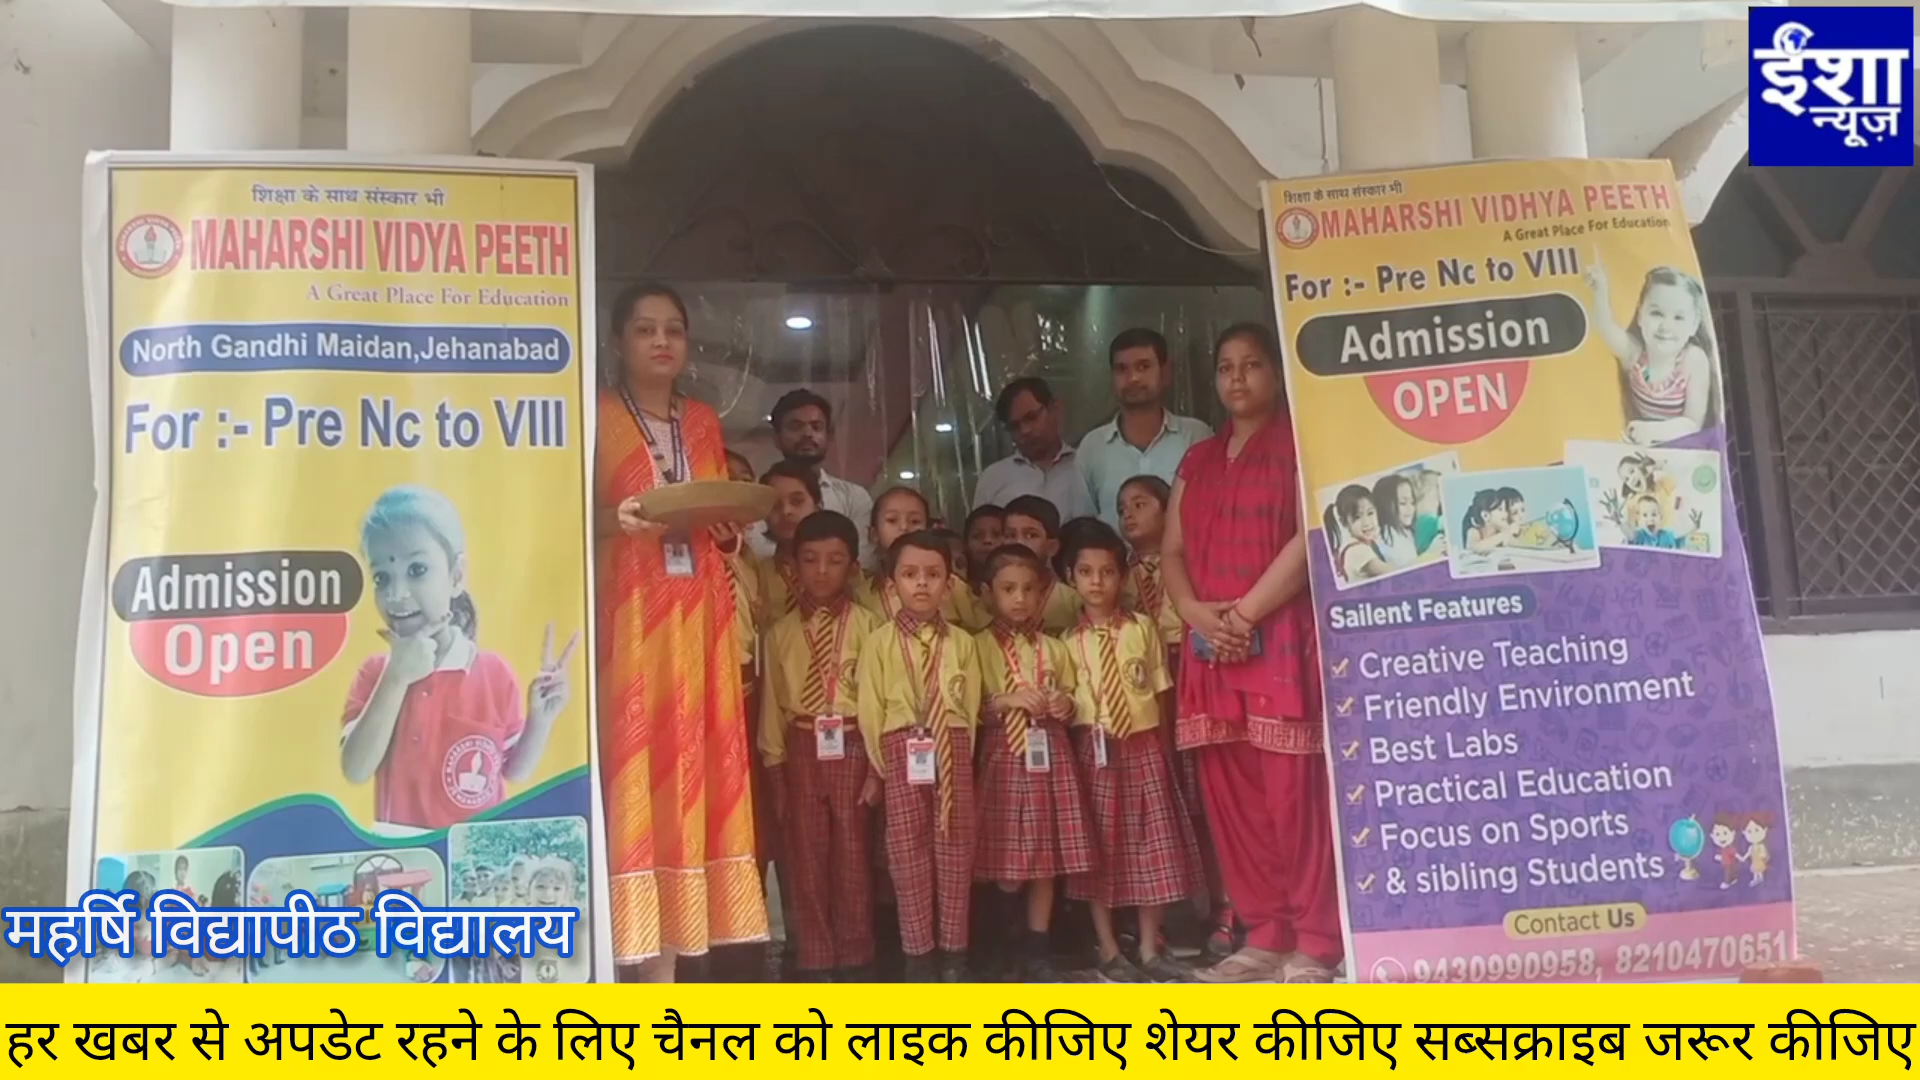 ईशा
न्यूज़
शिक्षा के साथ संस्कार भी
MAHARSHI VIDYA PEETH
A Great Place For Education
North Gandhi Maidan,Jehanabad
For :- Pre Nc to VIII
Admission
Open
शिक्षा के साथ संस्कार भी
MAHARSHI VIDHYA PEETH
A Great Place For Education
For :- Pre Nc to VIII
Admission
OPEN
Sailent Features
Creative Teaching
Friendly Environment
Best Labs
Practical Education
Focus on Sports
& sibling Students
Contact Us
9430990958, 8210470651
महर्षि विद्यापीठ विद्यालय
हर खबर से अपडेट रहने के लिए चैनल को लाइक कीजिए शेयर कीजिए सब्सक्राइब जरूर कीजिए